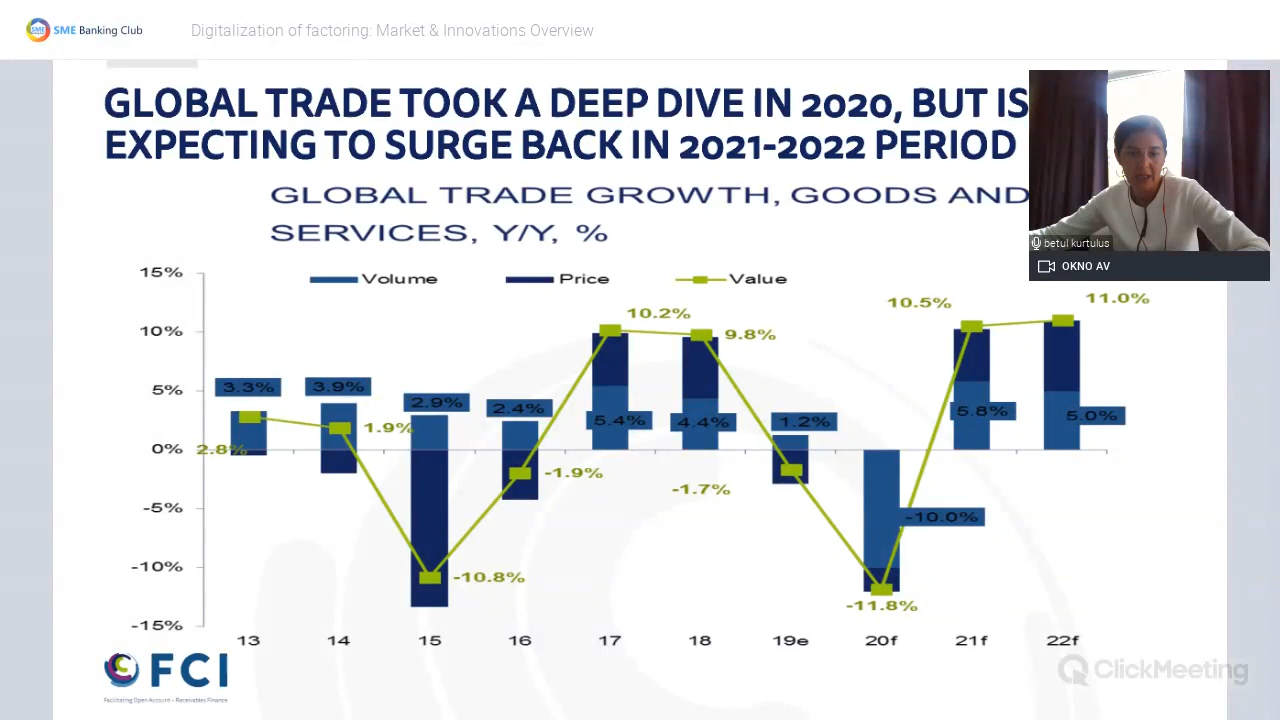 SME Banking Club
Digitalization of factoring: Market & Innovations Overview
GLOBAL TRADE TOOK A DEEP DIVE IN 2020, BUT IS
EXPECTING TO SURGE BACK IN 2021-2022 PERIOD
GLOBAL TRADE GROWTH, GOODS AND
SERVICES, Y/Y, %
betul kurtulus
OKNO AV
Volume Price Value
15%
10%
5%
0%
-5%
-10%
-15%
3.3% 3.9% 2.9% 2.4% 5.4% 4.4% 1.2% -10.0% 5.8% 5.0%
2.8% 1.9% -10.8% -1.9% 10.2% 9.8% -1.7% -11.8% 10.5% 11.0%
13 14 15 16 17 18 19e 20f 21f 22f
FCI
Facilitating Open Account - Receivables Finance
ClickMeeting